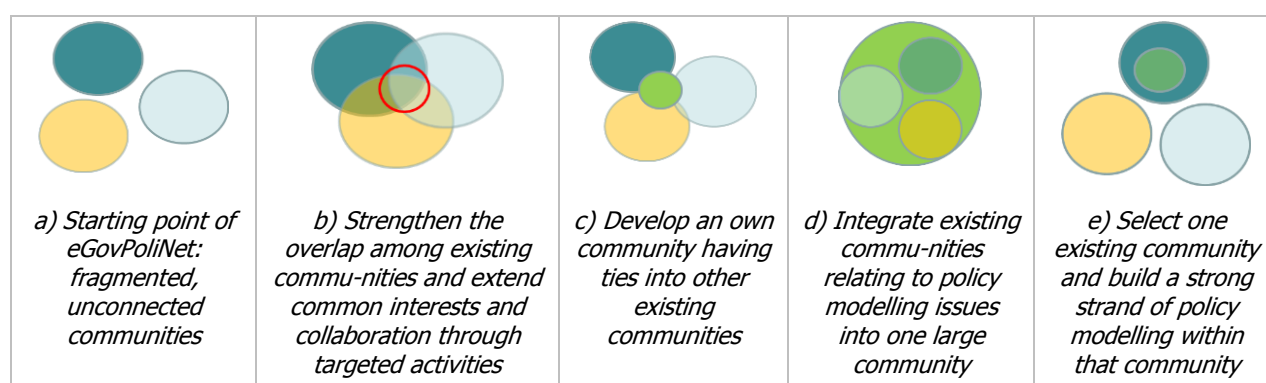 a) Starting point of
eGovPoliNet:
fragmented,
unconnected
communities
b) Strengthen the
overlap among existing
commu-nities and extend
common interests and
collaboration through
targeted activities
c) Develop an own
community having
ties into other
existing
communities
d) Integrate existing
commu-nities
relating to policy
modelling issues
into one large
community
e) Select one
existing community
and build a strong
strand of policy
modelling within
that community